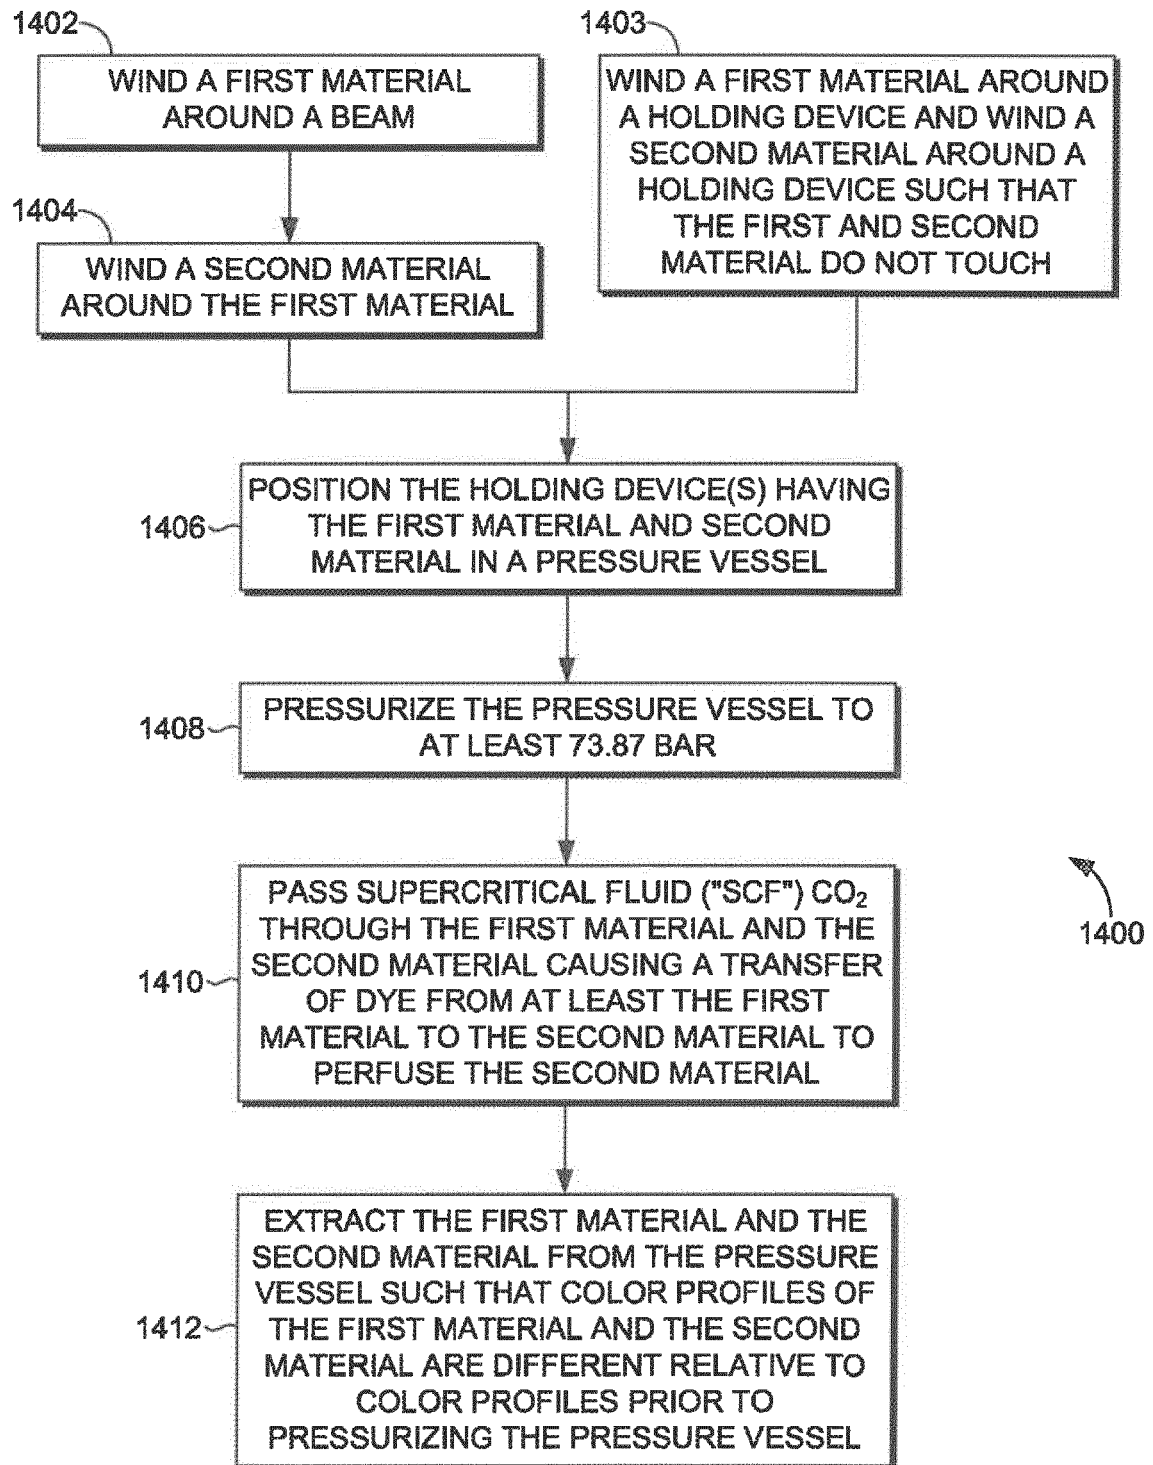 1402
WIND A FIRST MATERIAL
AROUND A BEAM
1404
WIND A SECOND MATERIAL
AROUND THE FIRST MATERIAL
1403
WIND A FIRST MATERIAL AROUND
A HOLDING DEVICE AND WIND A
SECOND MATERIAL AROUND A
HOLDING DEVICE SUCH THAT
THE FIRST AND SECOND
MATERIAL DO NOT TOUCH
1406
POSITION THE HOLDING DEVICE(S) HAVING
THE FIRST MATERIAL AND SECOND
MATERIAL IN A PRESSURE VESSEL
1408
PRESSURIZE THE PRESSURE VESSEL TO
AT LEAST 73.87 BAR
1410
PASS SUPERCRITICAL FLUID ("SCF") CO₂
THROUGH THE FIRST MATERIAL AND THE
SECOND MATERIAL CAUSING A TRANSFER
OF DYE FROM AT LEAST THE FIRST
MATERIAL TO THE SECOND MATERIAL TO
PERFUSE THE SECOND MATERIAL
1400
1412
EXTRACT THE FIRST MATERIAL AND THE
SECOND MATERIAL FROM THE PRESSURE
VESSEL SUCH THAT COLOR PROFILES OF
THE FIRST MATERIAL AND THE SECOND
MATERIAL ARE DIFFERENT RELATIVE TO
COLOR PROFILES PRIOR TO
PRESSURIZING THE PRESSURE VESSEL